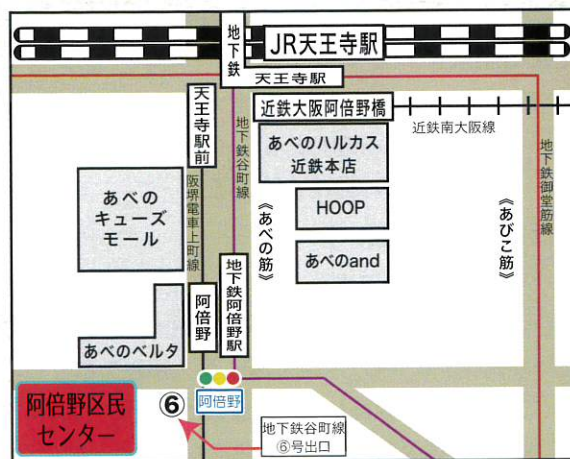 JR天王寺駅
地下鉄
天王寺駅
天王寺駅前
近鉄大阪阿倍野橋
近鉄南大阪線
あべのハルカス
近鉄本店
地下鉄谷町線
阪堺電車上町線
地下鉄御堂筋線
あべの
キューズ
モール
HOOP
《あべの筋》
《あびこ筋》
あべのand
地下鉄阿倍野駅
阿倍野
あべのベルタ
阿倍野区民
センター
⑥
阿倍野
地下鉄谷町線
⑥号出口